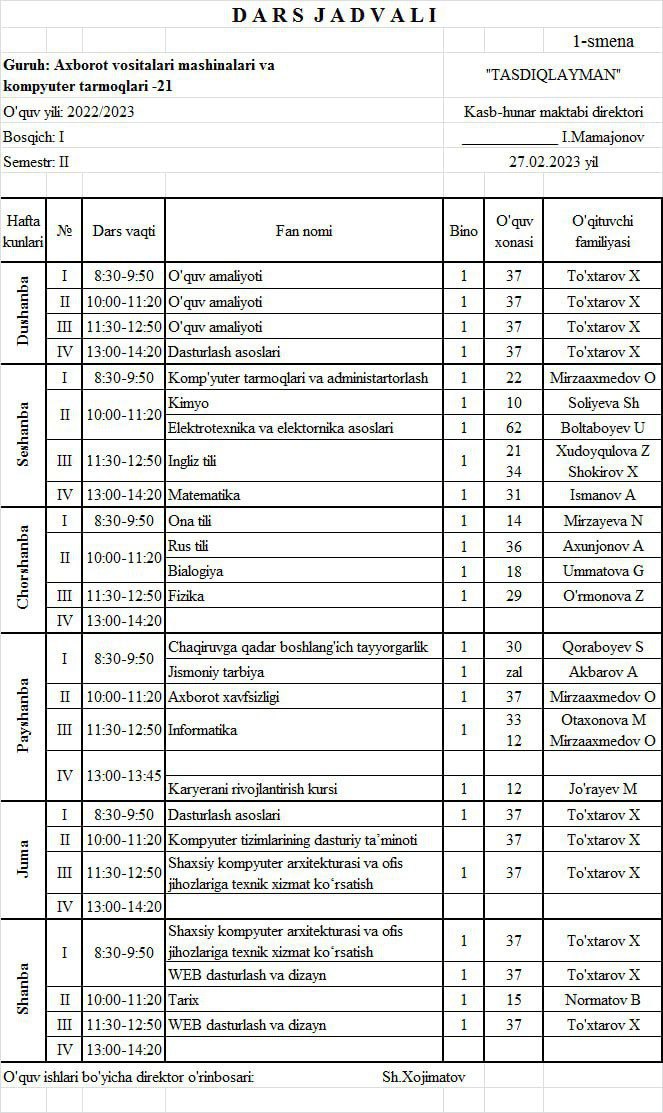 DARS JADVALI
1-smena
Guruh: Axborot vositalari mashinalari va
kompyuter tarmoqlari -21
"TASDIQLAYMAN"
O'quv yili: 2022/2023 Kasb-hunar maktabi direktori
Bosqich: I ____________ I.Mamajonov
Semestr: II 27.02.2023 yil
Hafta kunlari № Dars vaqti Fan nomi Bino O'quv xonasi O'qituvchi familiyasi
Dushanba
I 8:30-9:50 O'quv amaliyoti 1 37 To'xtarov X
II 10:00-11:20 O'quv amaliyoti 1 37 To'xtarov X
III 11:30-12:50 O'quv amaliyoti 1 37 To'xtarov X
IV 13:00-14:20 Dasturlash asoslari 1 37 To'xtarov X
Seshanba
I 8:30-9:50 Komp'yuter tarmoqlari va administartorlash 1 22 Mirzaaxmedov O
II 10:00-11:20 Kimyo 1 10 Soliyeva Sh
Elektrotexnika va elektornika asoslari 1 62 Boltaboyev U
III 11:30-12:50 Ingliz tili 1 21 Xudoyqulova Z
34 Shokirov X
IV 13:00-14:20 Matematika 1 31 Ismanov A
Chorshanba
I 8:30-9:50 Ona tili 1 14 Mirzayeva N
II 10:00-11:20 Rus tili 1 36 Axunjonov A
Bialogiya 1 18 Ummatova G
III 11:30-12:50 Fizika 1 29 O'rmonova Z
IV 13:00-14:20
Payshanba
I 8:30-9:50 Chaqiruvga qadar boshlang'ich tayyorgarlik 1 30 Qoraboyev S
Jismoniy tarbiya 1 zal Akbarov A
II 10:00-11:20 Axborot xavfsizligi 1 37 Mirzaaxmedov O
III 11:30-12:50 Informatika 1 33 Otaxonova M
12 Mirzaaxmedov O
IV 13:00-13:45
Karyerani rivojlantirish kursi 1 12 Jo'rayev M
Juma
I 8:30-9:50 Dasturlash asoslari 1 37 To'xtarov X
II 10:00-11:20 Kompyuter tizimlarining dasturiy ta’minoti 37 To'xtarov X
III 11:30-12:50 Shaxsiy kompyuter arxitekturasi va ofis
jihozlariga texnik xizmat ko‘rsatish 1 37 To'xtarov X
IV 13:00-14:20
Shanba
I 8:30-9:50 Shaxsiy kompyuter arxitekturasi va ofis
jihozlariga texnik xizmat ko‘rsatish 1 37 To'xtarov X
WEB dasturlash va dizayn 1 37 To'xtarov X
II 10:00-11:20 Tarix 1 15 Normatov B
III 11:30-12:50 WEB dasturlash va dizayn 1 37 To'xtarov X
IV 13:00-14:20
O'quv ishlari bo'yicha direktor o'rinbosari: Sh.Xojimatov